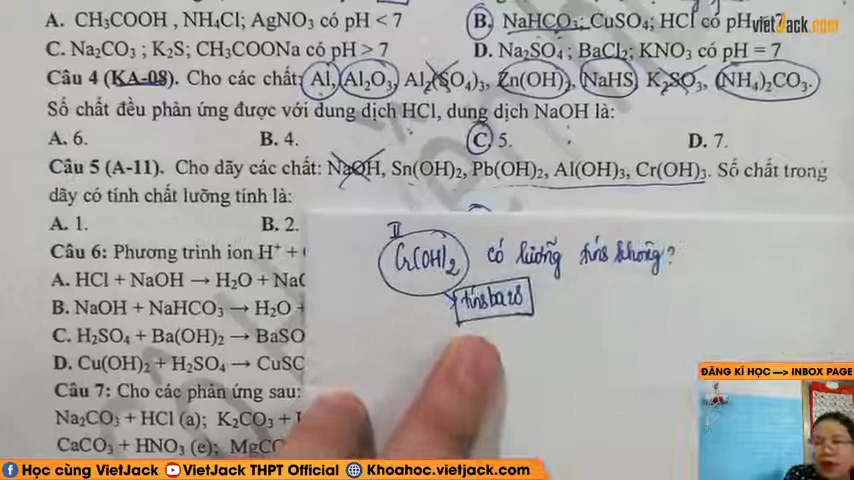 A. CH₃COOH , NH₄Cl; AgNO₃ có pH < 7
B. NaHCO₃; CuSO₄; HCl có pH
vietJack.com
C. Na₂CO₃ ; K₂S; CH₃COONa có pH > 7
D. Na₂SO₄ ; BaCl₂; KNO₃ có pH = 7
Câu 4 (KA-08). Cho các chất: Al, Al₂O₃, Al₂(SO₄)₃, Zn(OH)₂, NaHS, K₂SO₃, (NH₄)₂CO₃.
Số chất đều phản ứng được với dung dịch HCl, dung dịch NaOH là:
A. 6.
B. 4.
C. 5.
D. 7.
Câu 5 (A-11). Cho dãy các chất: NaOH, Sn(OH)₂, Pb(OH)₂, Al(OH)₃, Cr(OH)₃. Số chất trong
dãy có tính chất lưỡng tính là:
A. 1.
B. 2.
II
Cr(OH)₂ có lưỡng tính không?
tính bazơ
Câu 6: Phương trình ion H⁺ +
A. HCl + NaOH → H₂O + NaC
B. NaOH + NaHCO₃ → H₂O +
C. H₂SO₄ + Ba(OH)₂ → BaSO
D. Cu(OH)₂ + H₂SO₄ → CuSO
Câu 7: Cho các phản ứng sau:
Na₂CO₃ + HCl (a); K₂CO₃ +
CaCO₃ + HNO₃ (e); MgC
ĐĂNG KÍ HỌC —> INBOX PAGE
Học cùng VietJack
VietJack THPT Official
Khoahoc.vietjack.com